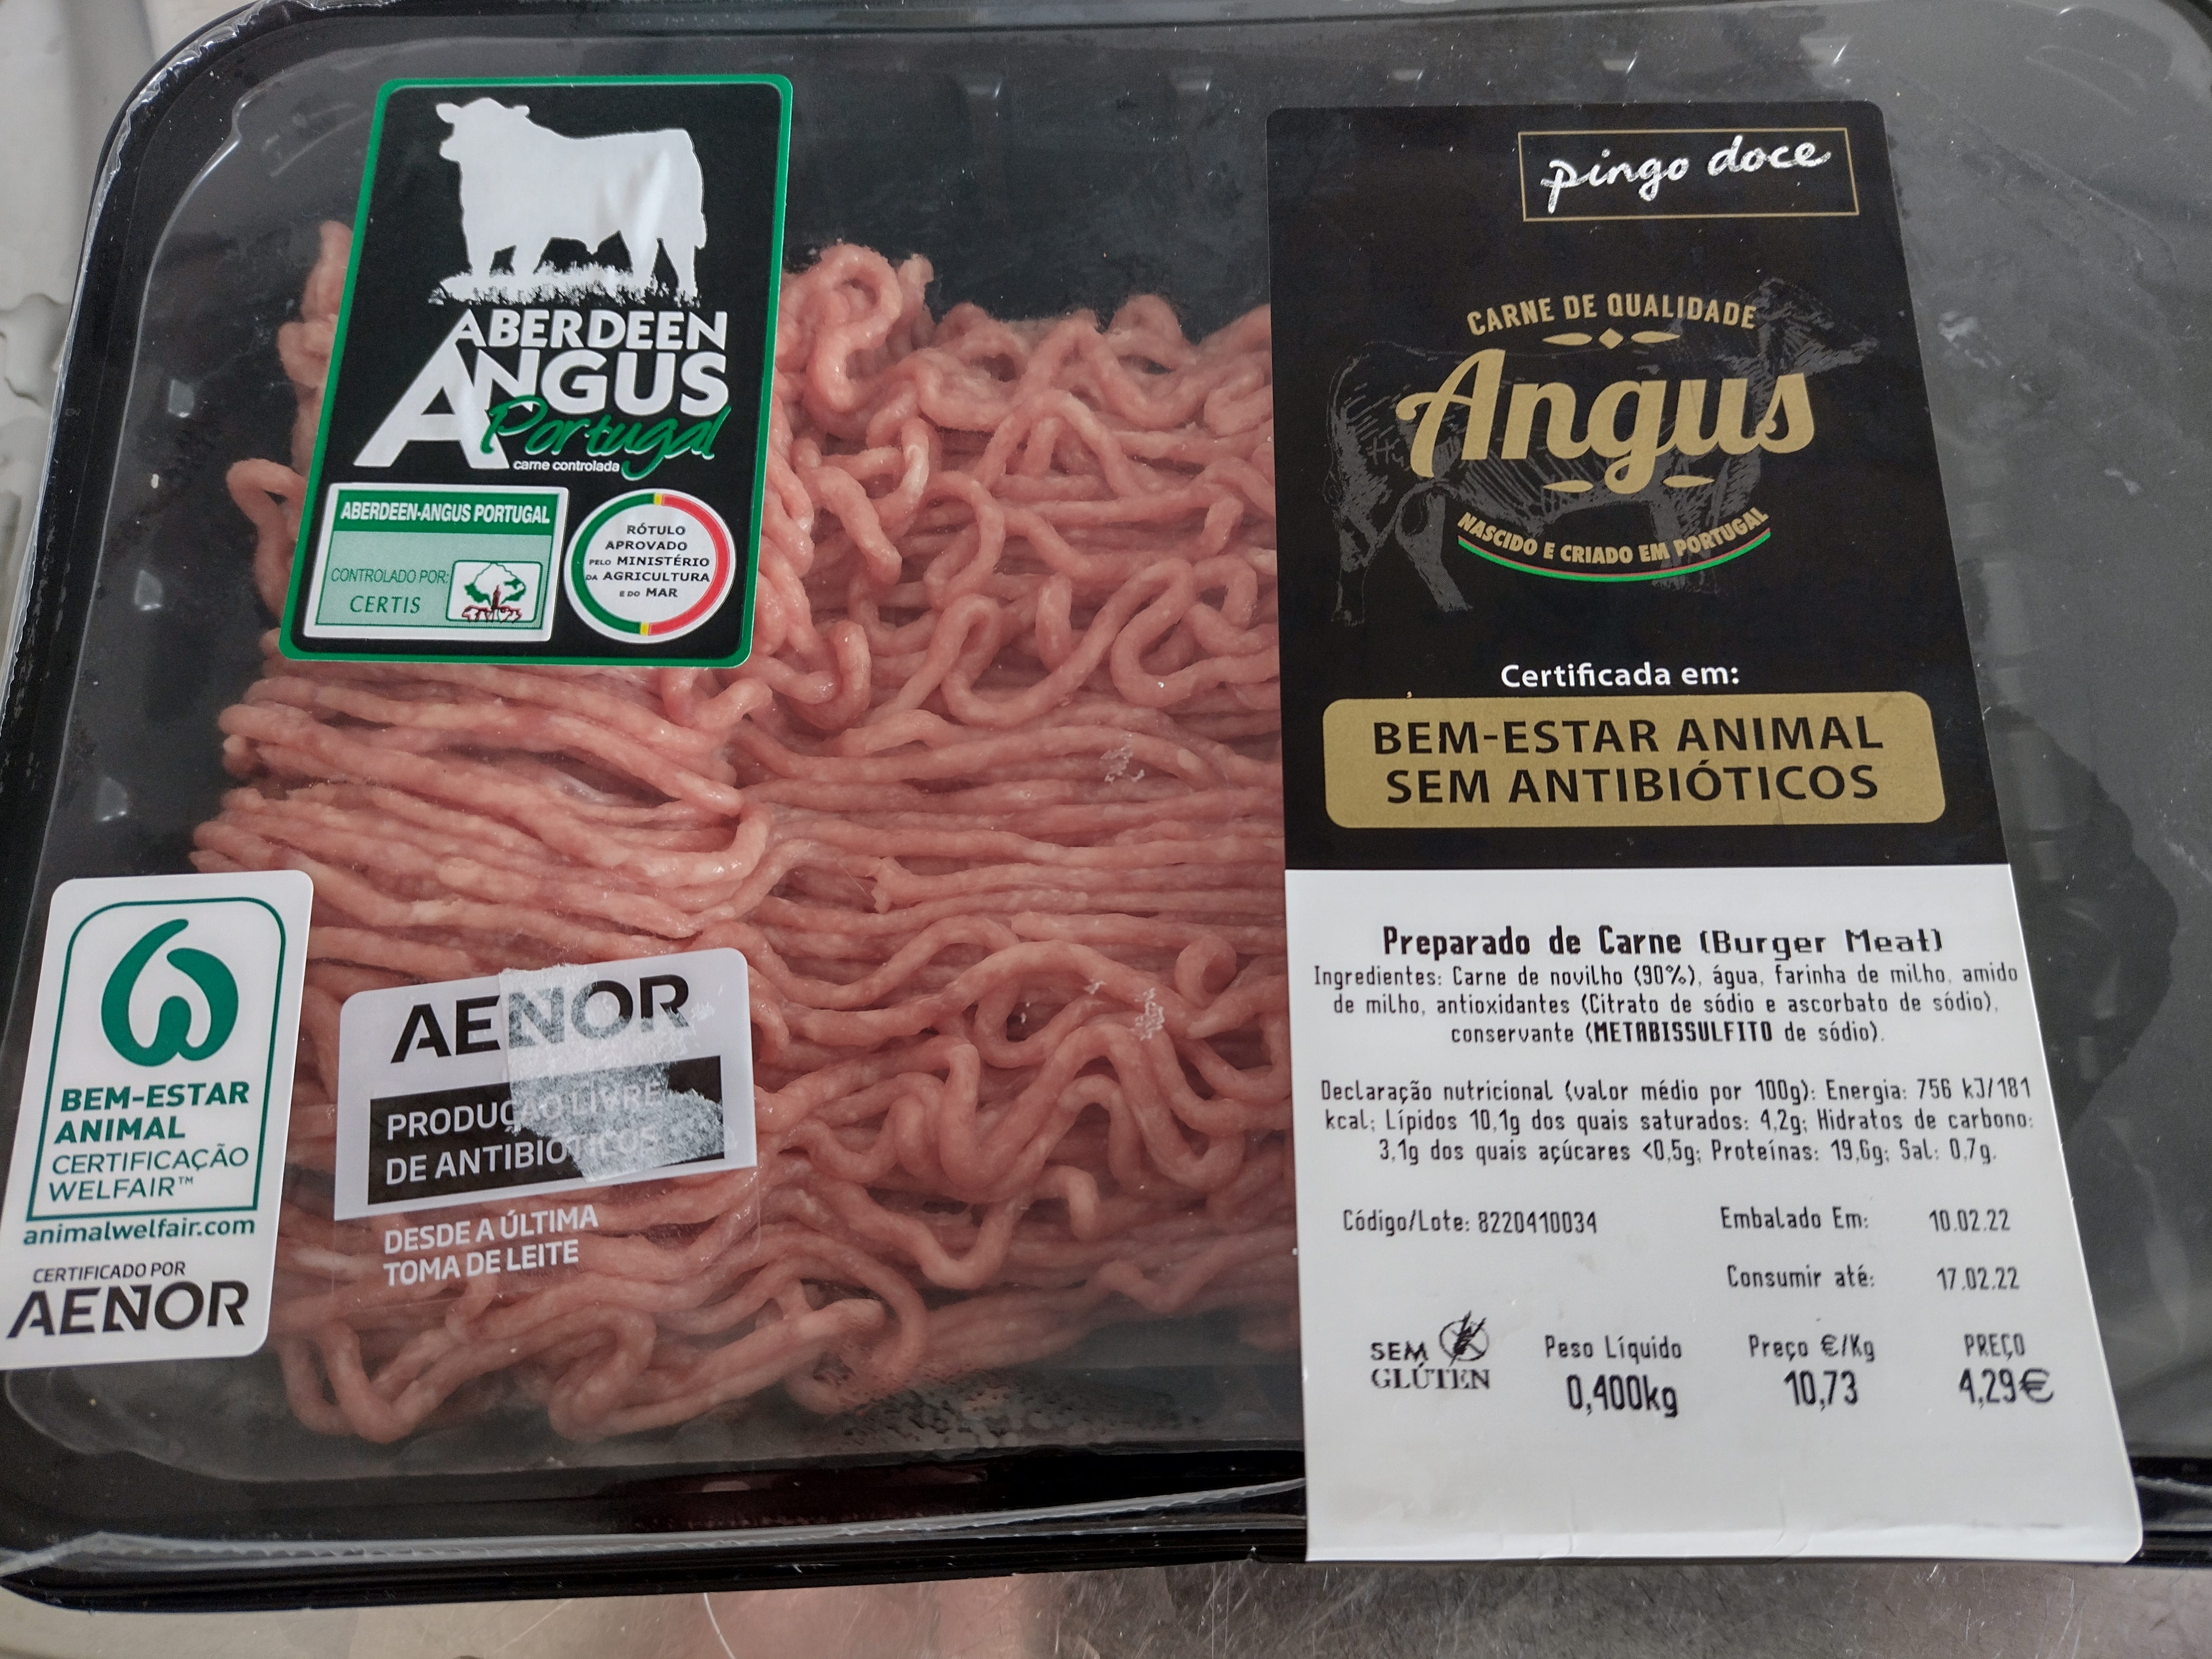 ABERDEEN
ANGUS
Portugal
carne controlada
ABERDEEN-ANGUS PORTUGAL
CONTROLADO POR:
CERTIS
RÓTULO
APROVADO
PELO MINISTÉRIO
DA AGRICULTURA
E DO MAR
BEM-ESTAR
ANIMAL
CERTIFICAÇÃO
WELFAIR™
animalwelfair.com
CERTIFICADO POR
AENOR
AENOR
PRODUÇÃO LIVRE
DE ANTIBIÓTICOS
DESDE A ÚLTIMA
TOMA DE LEITE
pingo doce
CARNE DE QUALIDADE
Angus
NASCIDO E CRIADO EM PORTUGAL
Certificada em:
BEM-ESTAR ANIMAL
SEM ANTIBIÓTICOS
Preparado de Carne (Burger Meat)
Ingredientes: Carne de novilho (90%), água, farinha de milho, amido
de milho, antioxidantes (Citrato de sódio e ascorbato de sódio),
conservante (METABISSULFITO de sódio).
Declaração nutricional (valor médio por 100g): Energia: 756 kJ/181
kcal; Lípidos 10,1g dos quais saturados: 4,2g; Hidratos de carbono:
3,1g dos quais açúcares <0,5g; Proteínas: 19,6g; Sal: 0,7g.
Código/Lote: 8220410034 Embalado Em: 10.02.22
Consumir até: 17.02.22
SEM
GLÚTEN
Peso Líquido Preço €/Kg PREÇO
0,400kg 10,73 4,29€